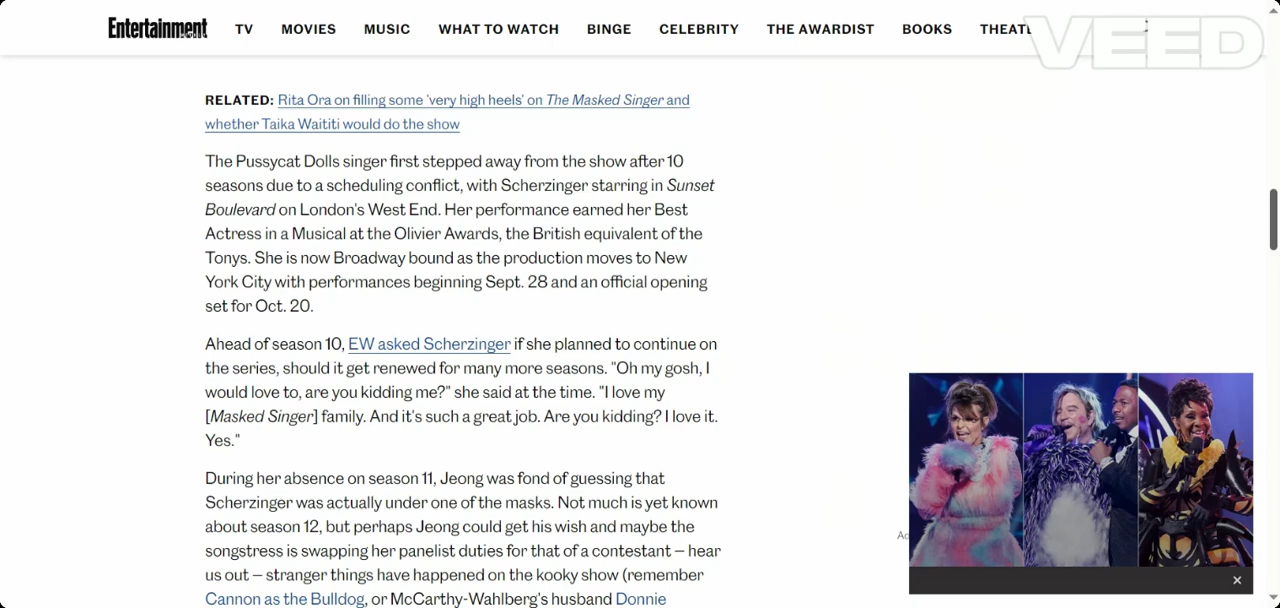 Entertainment
TV MOVIES MUSIC WHAT TO WATCH BINGE CELEBRITY THE AWARDIST BOOKS
VEED
RELATED: Rita Ora on filling some 'very high heels' on The Masked Singer and
whether Taika Waititi would do the show
The Pussycat Dolls singer first stepped away from the show after 10
seasons due to a scheduling conflict, with Scherzinger starring in Sunset
Boulevard on London's West End. Her performance earned her Best
Actress in a Musical at the Olivier Awards, the British equivalent of the
Tonys. She is now Broadway bound as the production moves to New
York City with performances beginning Sept. 28 and an official opening
set for Oct. 20.
Ahead of season 10, EW asked Scherzinger if she planned to continue on
the series, should it get renewed for many more seasons. "Oh my gosh, I
would love to, are you kidding me?" she said at the time. "I love my
[Masked Singer] family. And it's such a great job. Are you kidding? I love it.
Yes."
During her absence on season 11, Jeong was fond of guessing that
Scherzinger was actually under one of the masks. Not much is yet known
about season 12, but perhaps Jeong could get his wish and maybe the
songstress is swapping her panelist duties for that of a contestant — hear
us out — stranger things have happened on the kooky show (remember
Cannon as the Bulldog, or McCarthy-Wahlberg's husband Donnie